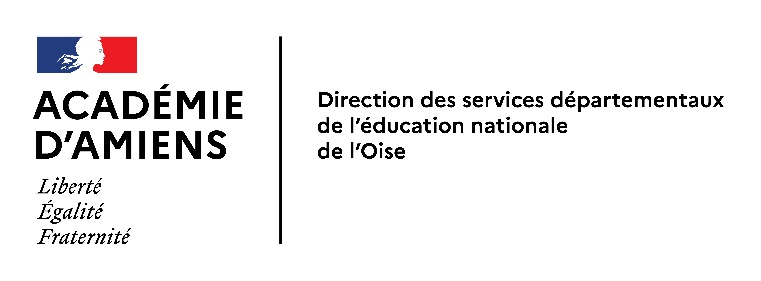 ACADÉMIE
D'AMIENS
Liberté
Égalité
Fraternité
Direction des services départementaux
de l'éducation nationale
de l'Oise